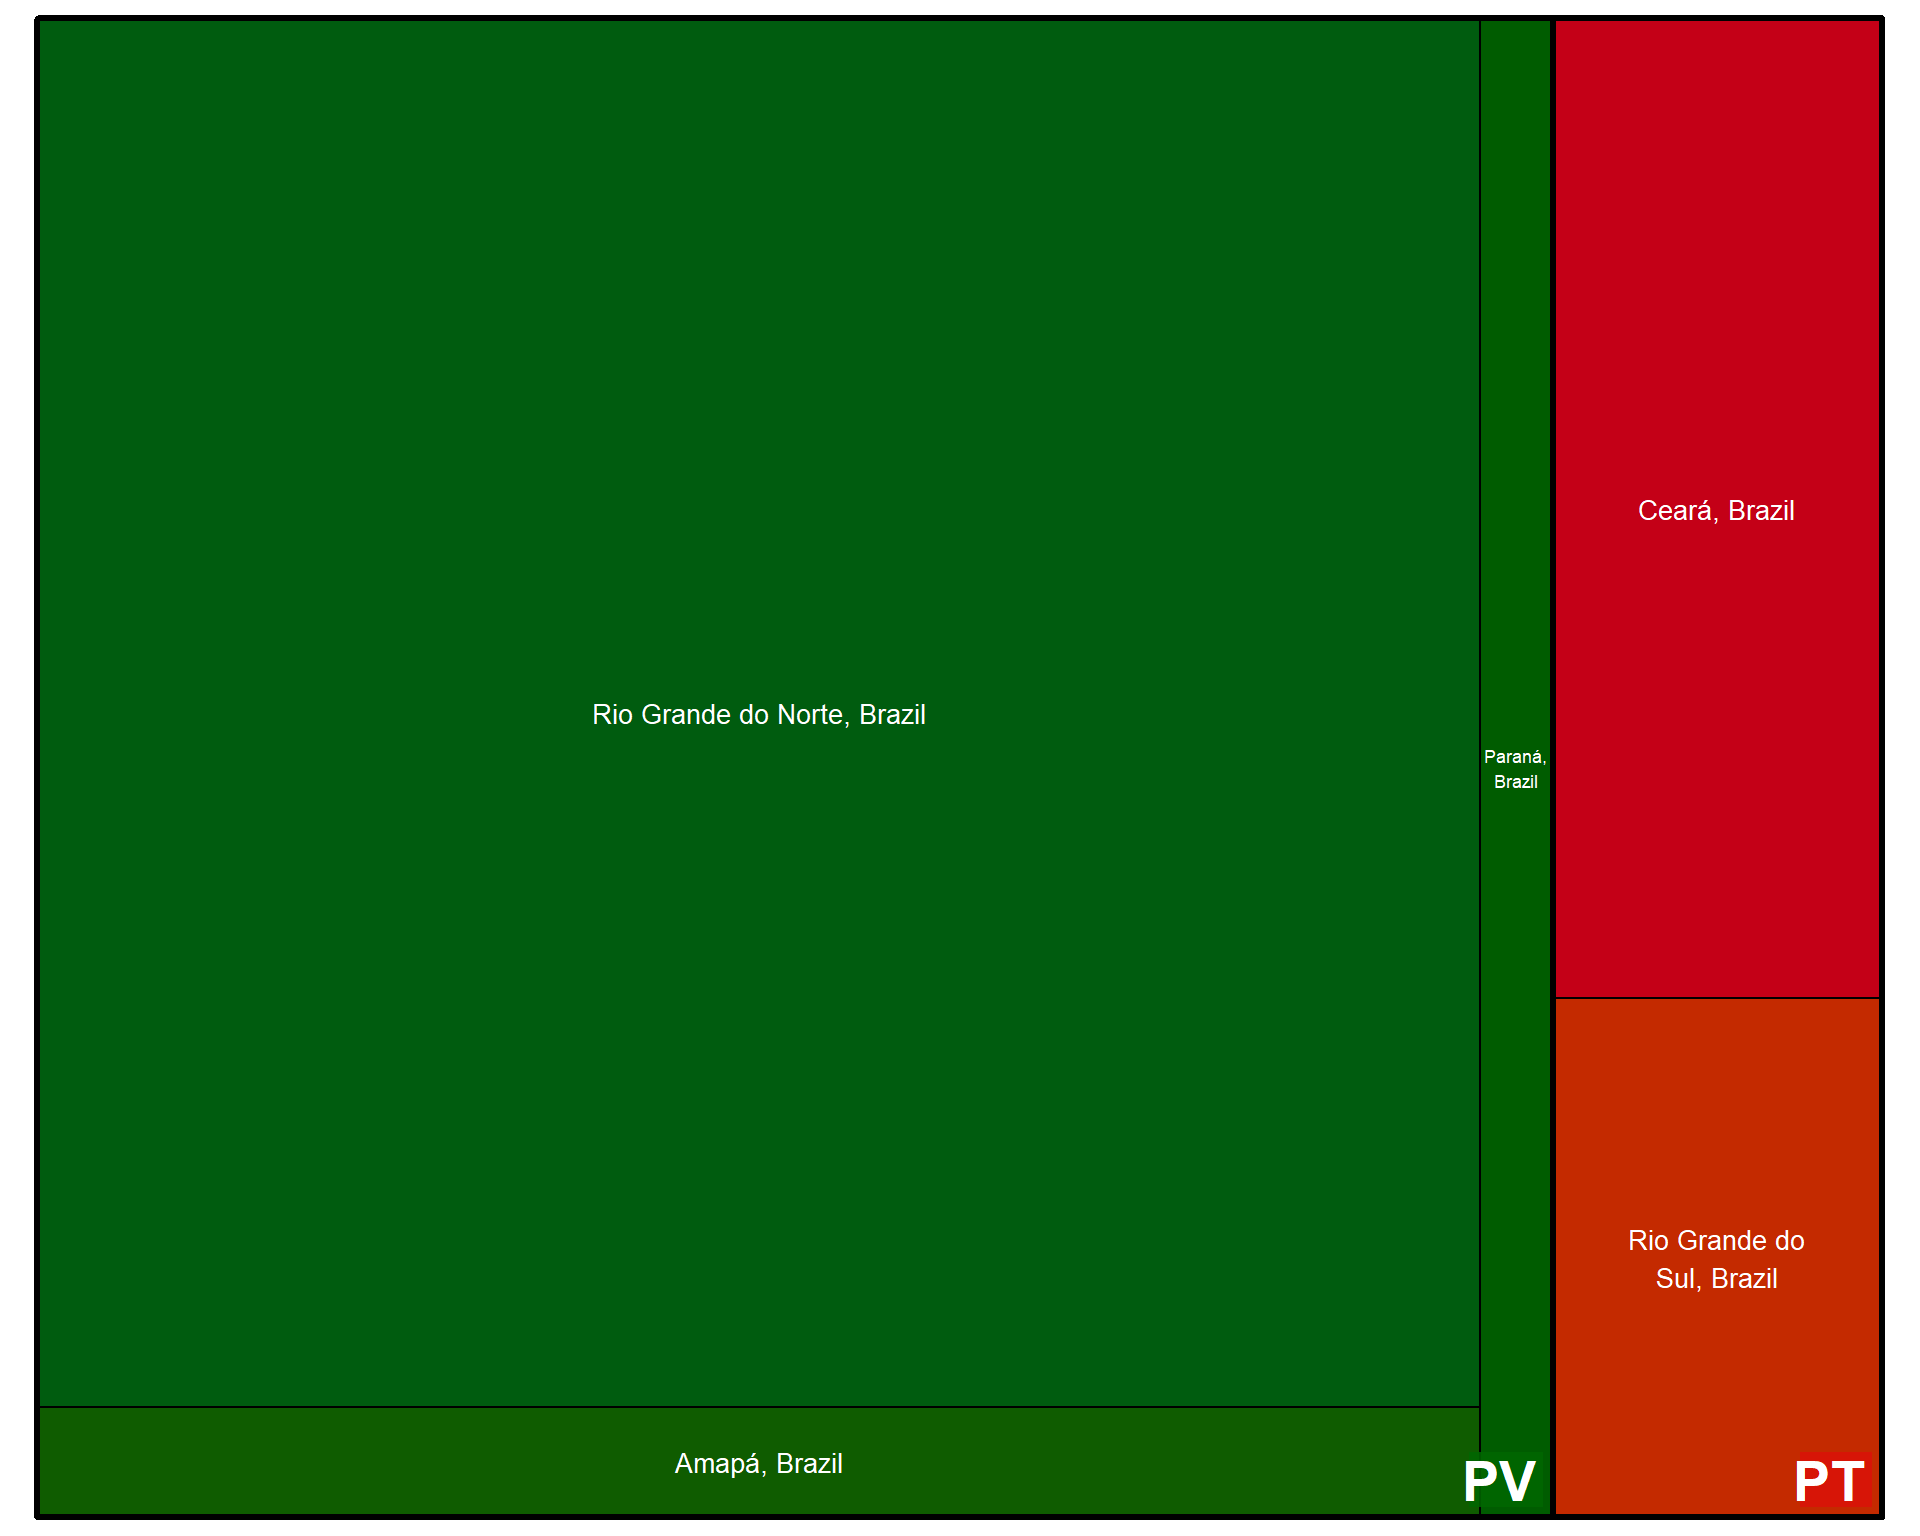 Rio Grande do Norte, Brazil
Amapá, Brazil
Paraná,
Brazil
PV
Ceará, Brazil
Rio Grande do
Sul, Brazil
PT